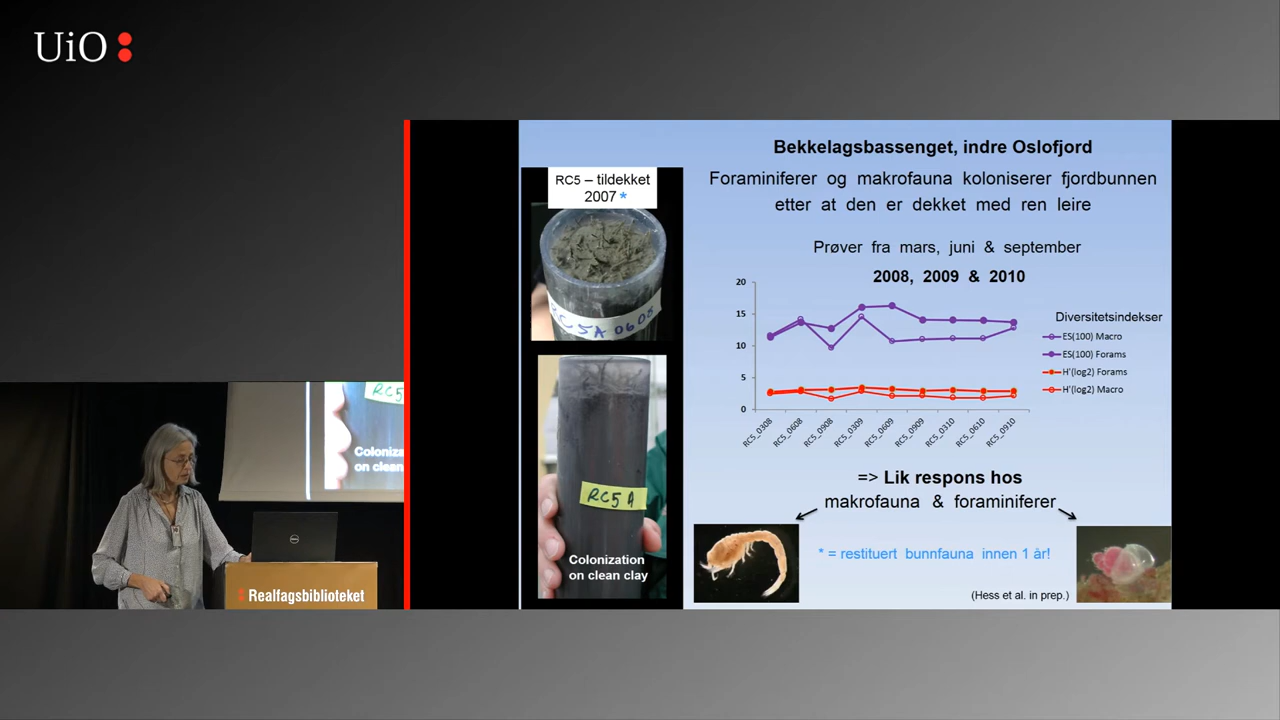 UiO:
Bekkelagsbassenget, indre Oslofjord
RC5 – tildekket
2007 *
Foraminiferer og makrofauna koloniserer fjordbunnen
etter at den er dekket med ren leire
Prøver fra mars, juni & september
2008, 2009 & 2010
RC5A 0608
20
15
10
5
0
Diversitetsindekser
ES(100) Macro
ES(100) Forams
H'(log2) Forams
H'(log2) Macro
RC5_0308
RC5_0608
RC5_0908
RC5_0309
RC5_0609
RC5_0909
RC5_0310
RC5_0610
RC5_0910
RC5 A
Colonization
on clean clay
=> Lik respons hos
makrofauna & foraminiferer
* = restituert bunnfauna innen 1 år!
(Hess et al. in prep.)
RC5
Coloniza
on clean
DELL
Realfagsbiblioteket